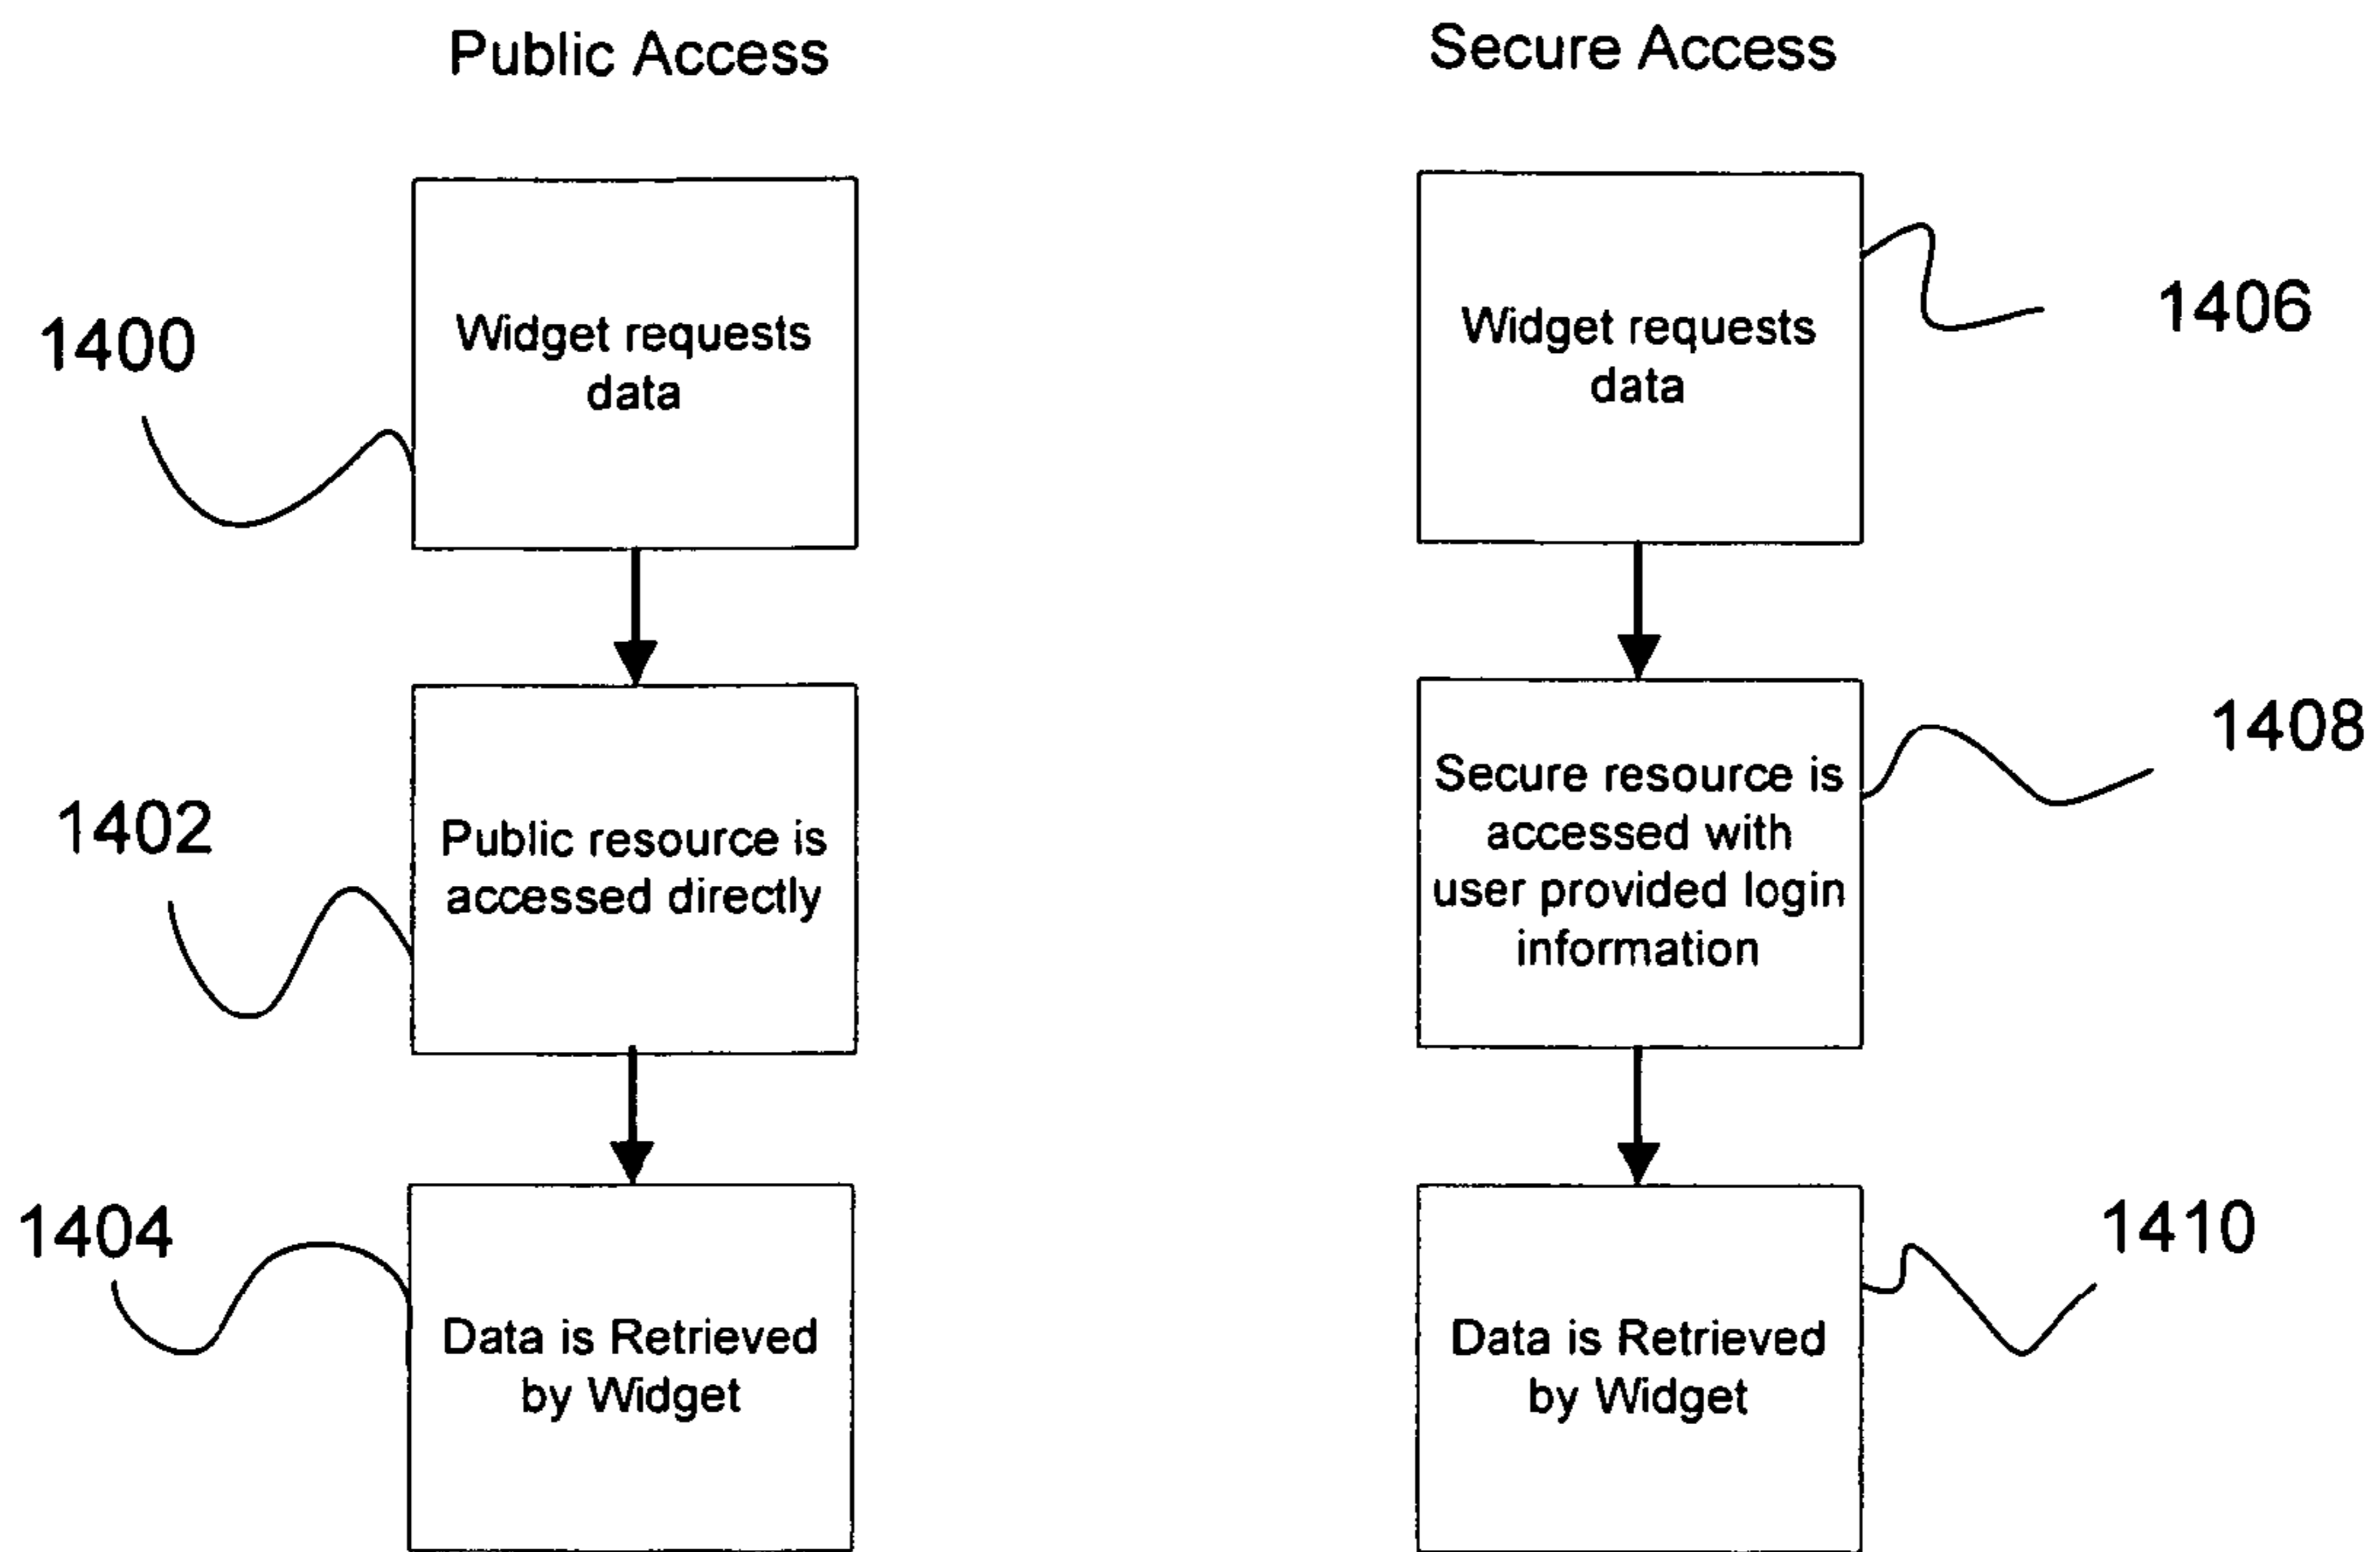 Public Access
1400
Widget requests
data
1402
Public resource is
accessed directly
1404
Data is Retrieved
by Widget
Secure Access
Widget requests
data
1406
Secure resource is
accessed with
user provided login
information
1408
Data is Retrieved
by Widget
1410